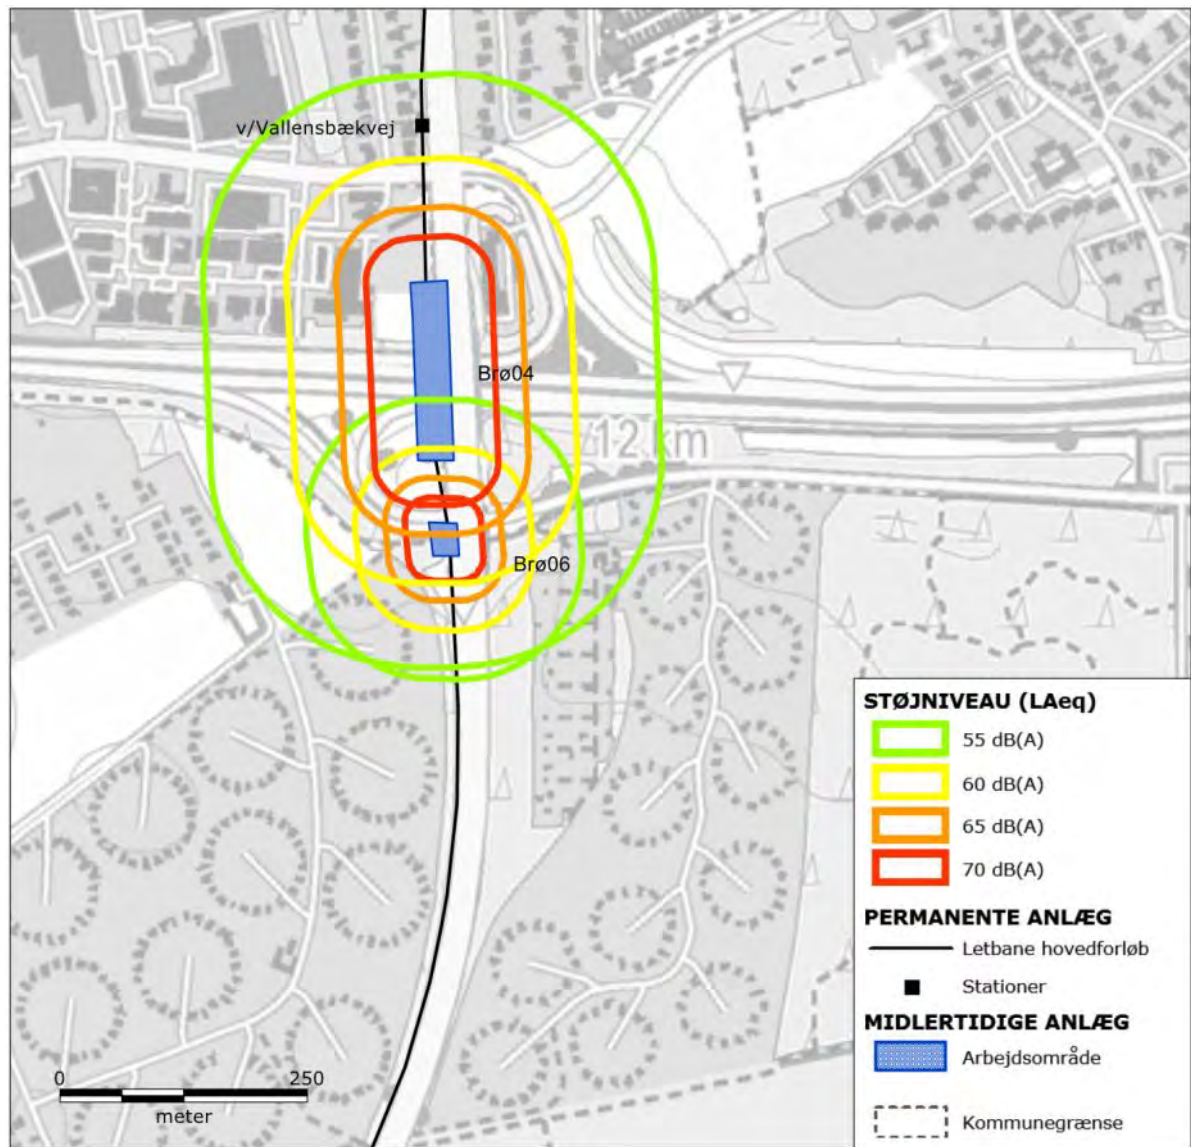 v/Vallensbækvej
Brø04
12 km
Brø06
STØJNIVEAU (LAeq)
55 dB(A)
60 dB(A)
65 dB(A)
70 dB(A)
PERMANENTE ANLÆG
Letbane hovedforløb
Stationer
MIDLERTIDIGE ANLÆG
Arbejdsområde
Kommunegrænse
0 250
meter